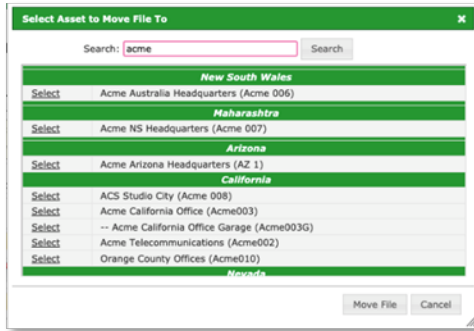 Select Asset to Move File To
Search: acme Search
New South Wales
Select Acme Australia Headquarters (Acme 006)
Maharashtra
Select Acme NS Headquarters (Acme 007)
Arizona
Select Acme Arizona Headquarters (AZ 1)
California
Select ACS Studio City (Acme 008)
Select Acme California Office (Acme003)
Select -- Acme California Office Garage (Acme003G)
Select Acme Telecommunications (Acme002)
Select Orange County Offices (Acme010)
Nevada
Move File Cancel